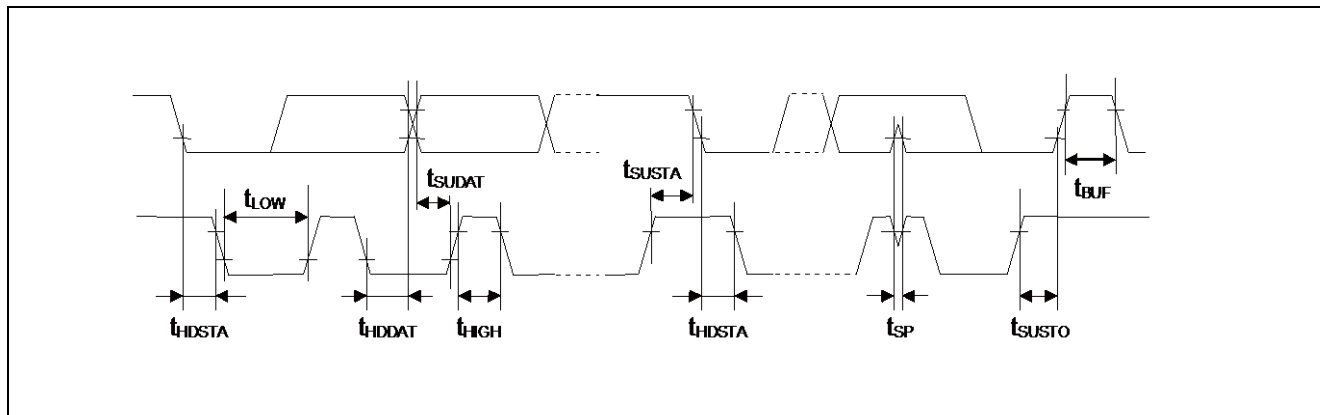 tSUDAT
tSUSTA
tBUF
tLOW
tHDSTA
tHDDAT
tHIGH
tHDSTA
tSP
tSUSTO